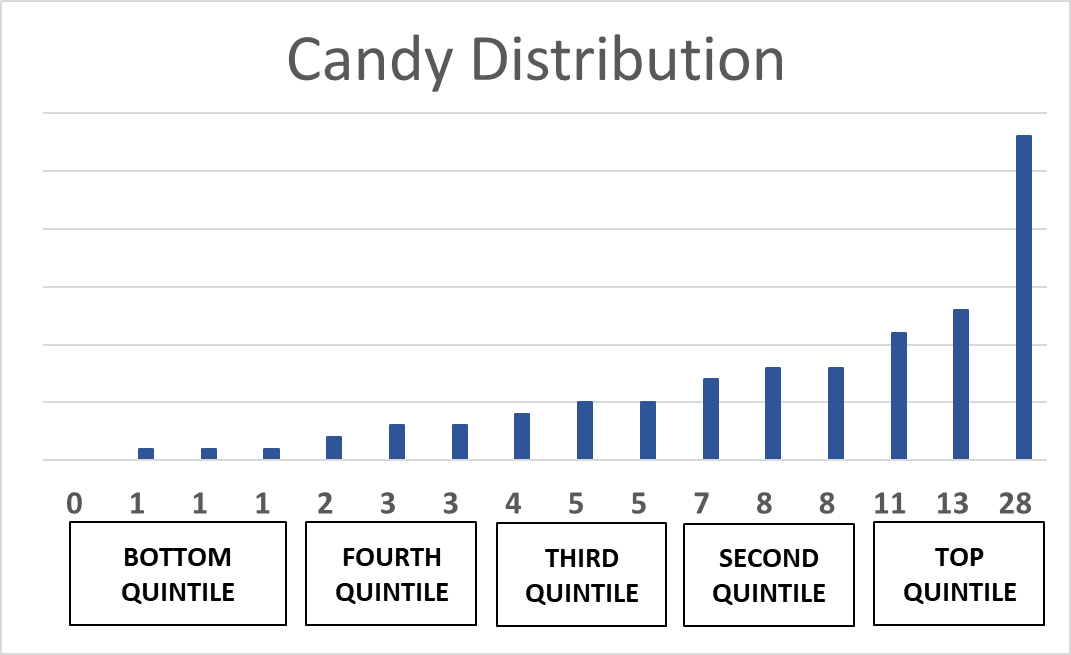 Candy Distribution
0 1 1 1 2 3 3 4 5 5 7 8 8 11 13 28
BOTTOM
QUINTILE
FOURTH
QUINTILE
THIRD
QUINTILE
SECOND
QUINTILE
TOP
QUINTILE